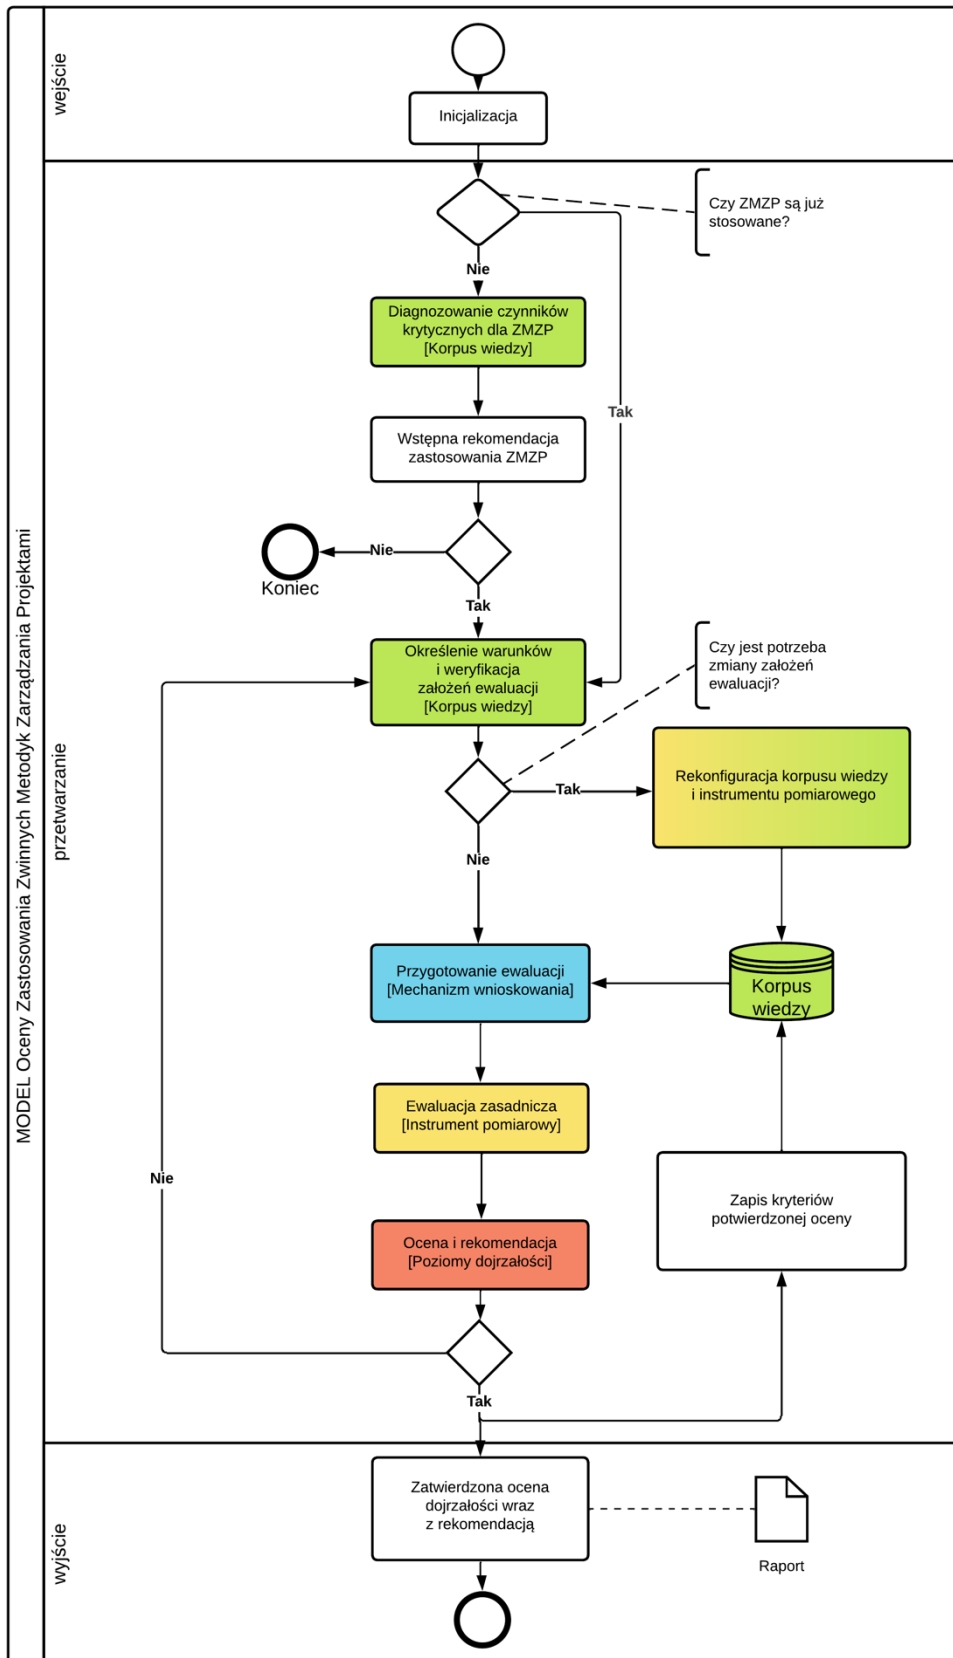 MODEL Oceny Zastosowania Zwinnych Metodyk Zarządzania Projektami
wejście
Inicjalizacja
przetwarzanie
Czy ZMZP są już
stosowane?
Nie
Diagnozowanie czynników
krytycznych dla ZMZP
[Korpus wiedzy]
Tak
Wstępna rekomendacja
zastosowania ZMZP
Nie
Koniec
Tak
Określenie warunków
i weryfikacja
założeń ewaluacji
[Korpus wiedzy]
Czy jest potrzeba
zmiany założeń
ewaluacji?
Tak
Rekonfiguracja korpusu wiedzy
i instrumentu pomiarowego
Nie
Przygotowanie ewaluacji
[Mechanizm wnioskowania]
Korpus
wiedzy
Ewaluacja zasadnicza
[Instrument pomiarowy]
Nie
Zapis kryteriów
potwierdzonej oceny
Ocena i rekomendacja
[Poziomy dojrzałości]
Tak
wyjście
Zatwierdzona ocena
dojrzałości wraz
z rekomendacją
Raport